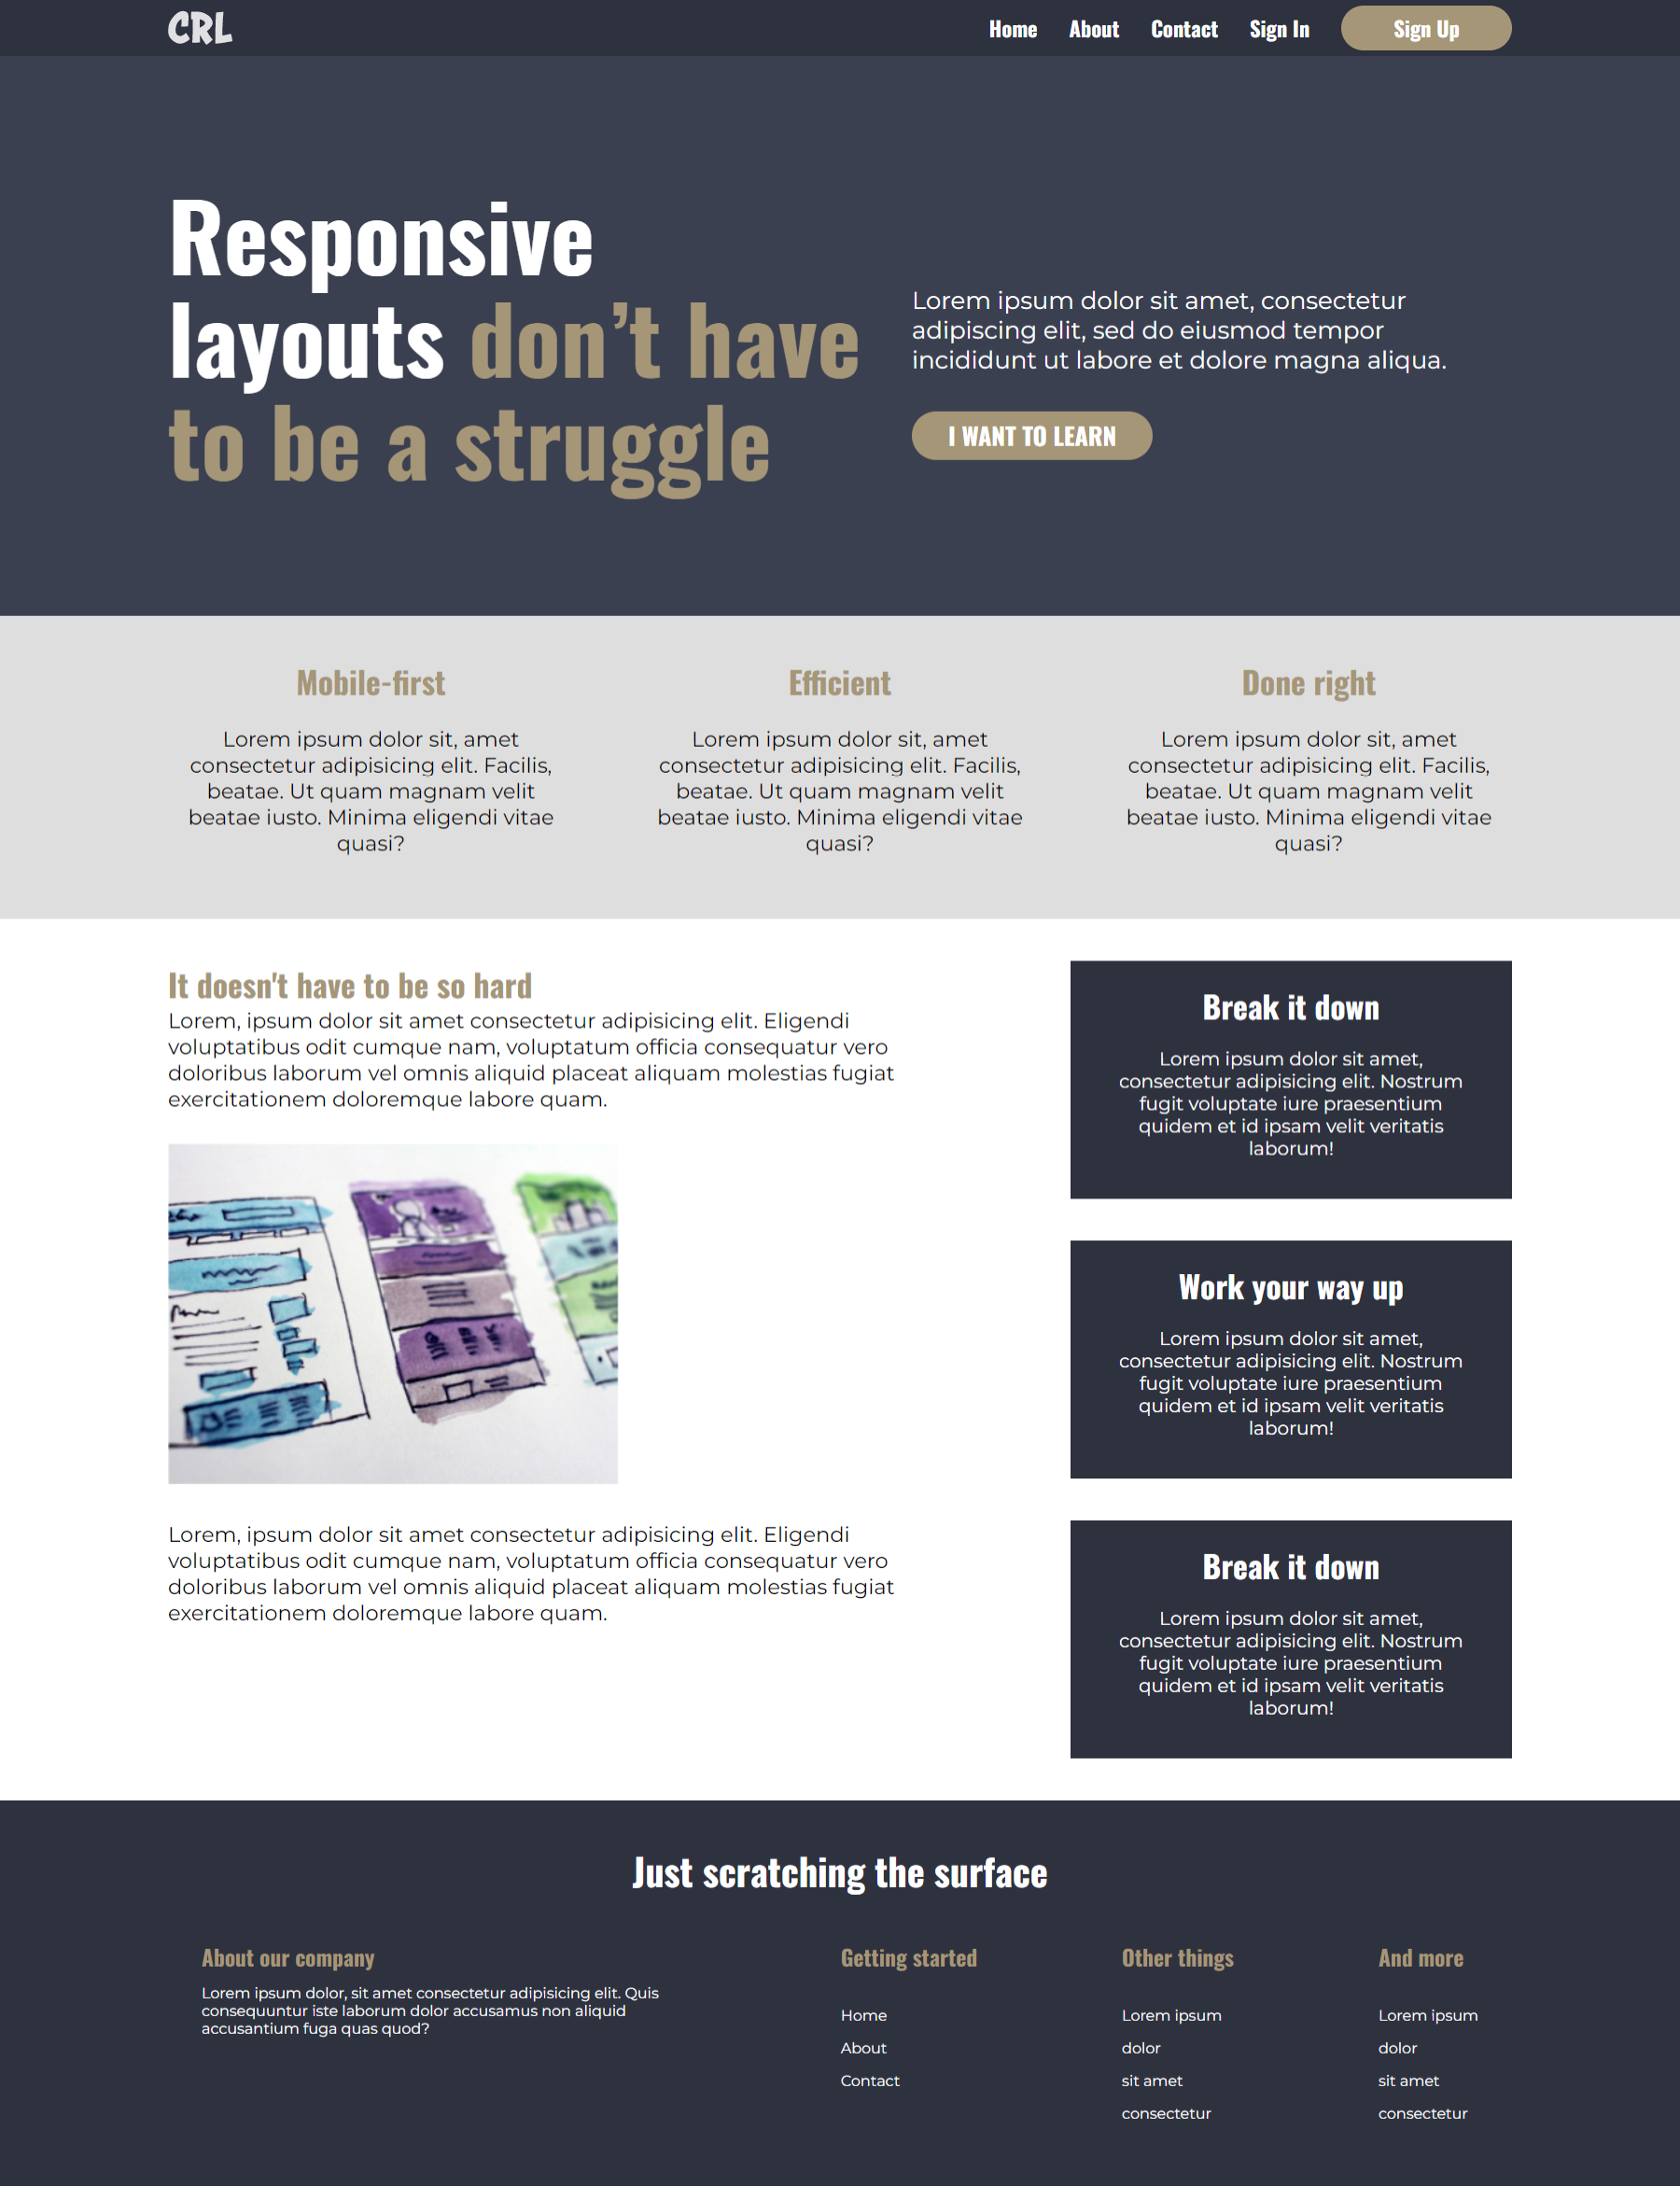 CRL
Home About Contact Sign In Sign Up
Responsive
layouts don’t have
to be a struggle
Lorem ipsum dolor sit amet, consectetur
adipiscing elit, sed do eiusmod tempor
incididunt ut labore et dolore magna aliqua.
I WANT TO LEARN
Mobile-first
Lorem ipsum dolor sit, amet
consectetur adipisicing elit. Facilis,
beatae. Ut quam magnam velit
beatae iusto. Minima eligendi vitae
quasi?
Efficient
Lorem ipsum dolor sit, amet
consectetur adipisicing elit. Facilis,
beatae. Ut quam magnam velit
beatae iusto. Minima eligendi vitae
quasi?
Done right
Lorem ipsum dolor sit, amet
consectetur adipisicing elit. Facilis,
beatae. Ut quam magnam velit
beatae iusto. Minima eligendi vitae
quasi?
It doesn't have to be so hard
Lorem, ipsum dolor sit amet consectetur adipisicing elit. Eligendi
voluptatibus odit cumque nam, voluptatum officia consequatur vero
doloribus laborum vel omnis aliquid placeat aliquam molestias fugiat
exercitationem doloremque labore quam.
Lorem, ipsum dolor sit amet consectetur adipisicing elit. Eligendi
voluptatibus odit cumque nam, voluptatum officia consequatur vero
doloribus laborum vel omnis aliquid placeat aliquam molestias fugiat
exercitationem doloremque labore quam.
Break it down
Lorem ipsum dolor sit amet,
consectetur adipisicing elit. Nostrum
fugit voluptate iure praesentium
quidem et id ipsam velit veritatis
laborum!
Work your way up
Lorem ipsum dolor sit amet,
consectetur adipisicing elit. Nostrum
fugit voluptate iure praesentium
quidem et id ipsam velit veritatis
laborum!
Break it down
Lorem ipsum dolor sit amet,
consectetur adipisicing elit. Nostrum
fugit voluptate iure praesentium
quidem et id ipsam velit veritatis
laborum!
Just scratching the surface
About our company
Lorem ipsum dolor, sit amet consectetur adipisicing elit. Quis
consequuntur iste laborum dolor accusamus non aliquid
accusantium fuga quas quod?
Getting started
Home
About
Contact
Other things
Lorem ipsum
dolor
sit amet
consectetur
And more
Lorem ipsum
dolor
sit amet
consectetur